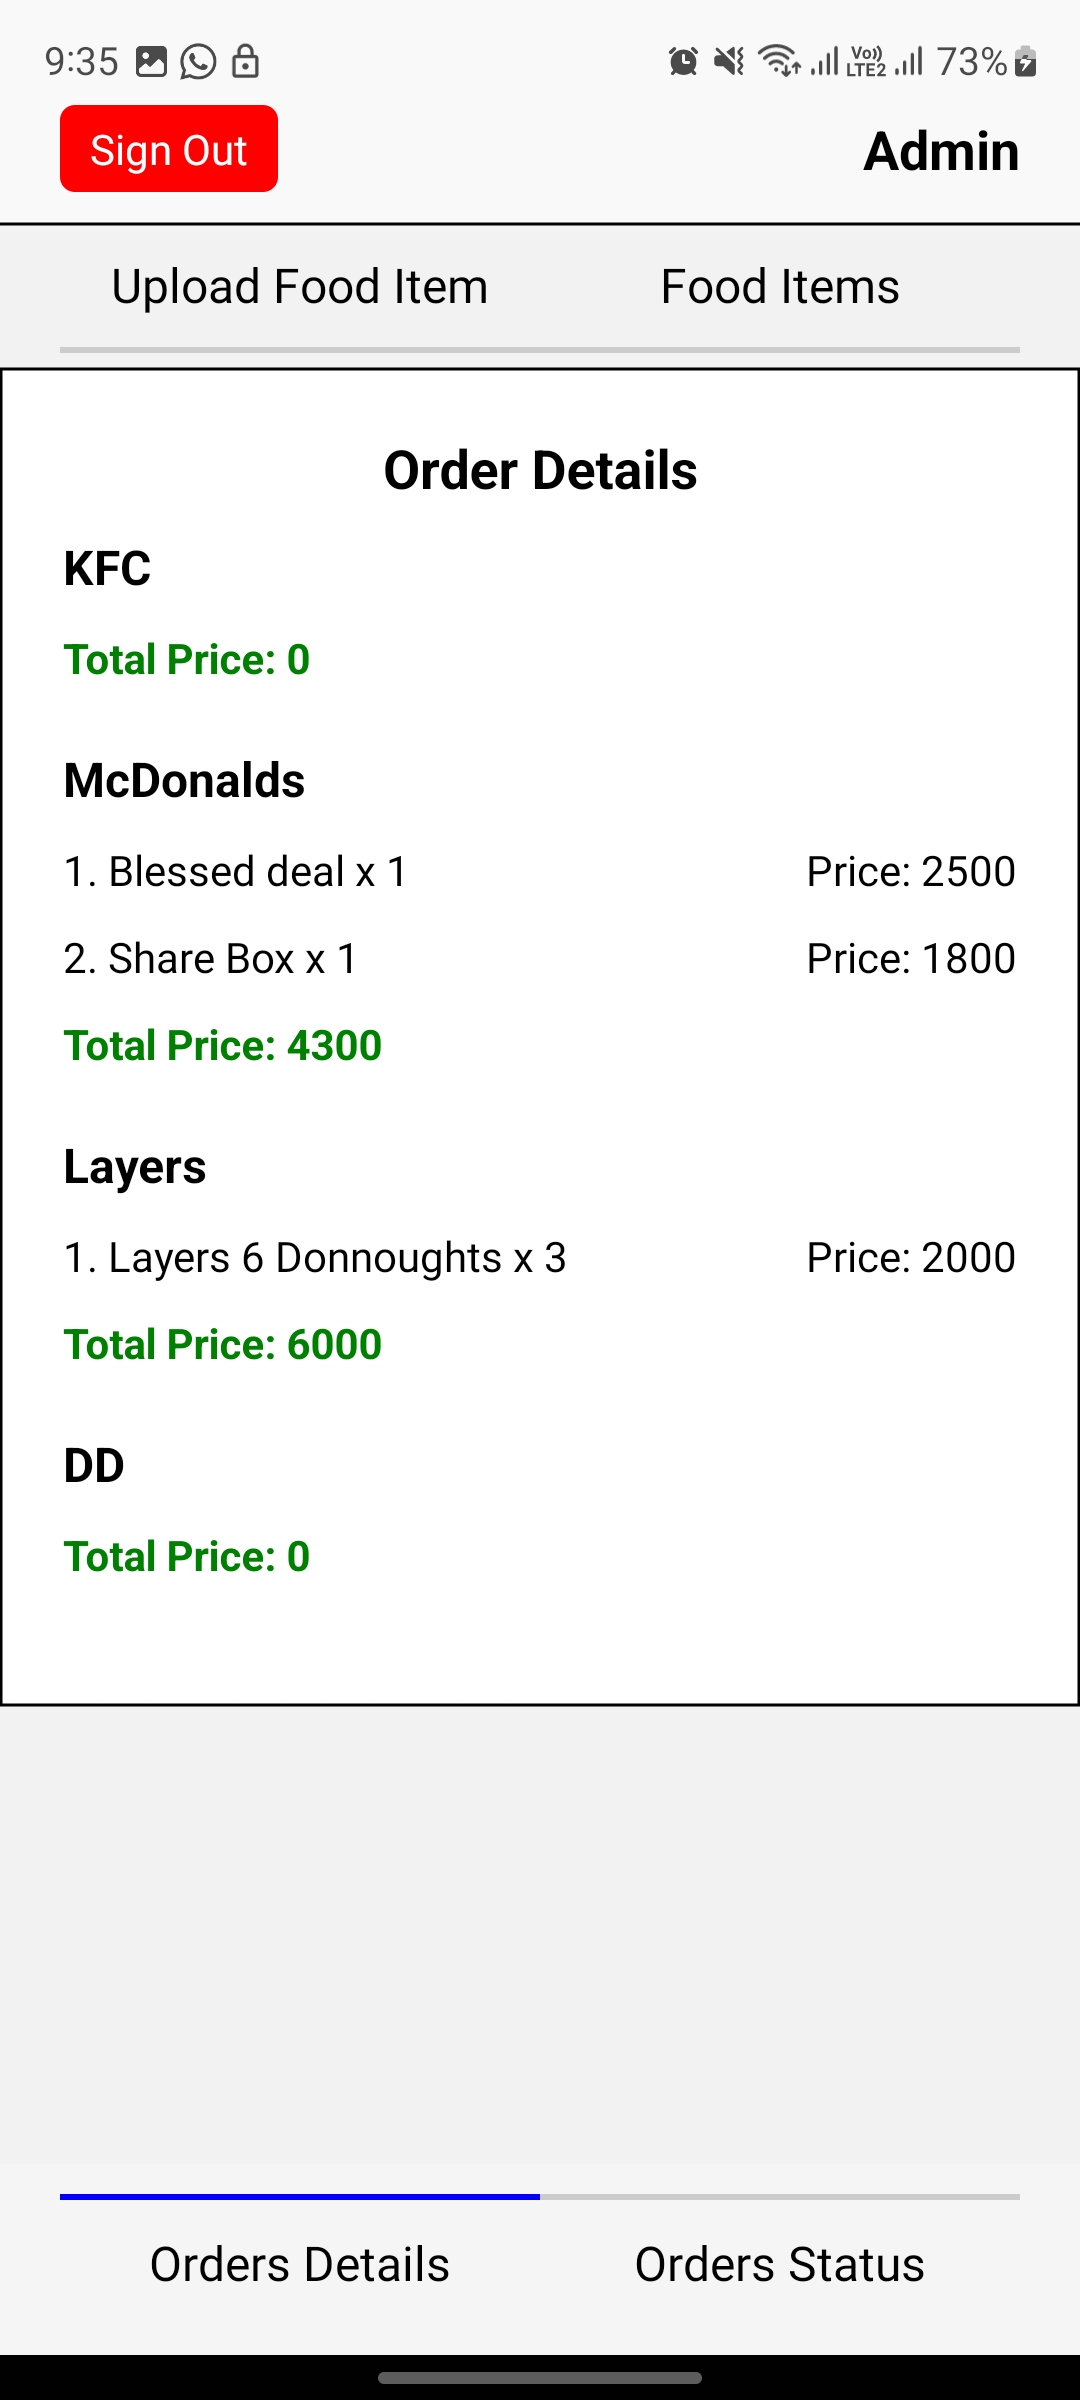 9:35 Vo)) LTE2 73%
Sign Out Admin
Upload Food Item Food Items
Order Details
KFC
Total Price: 0
McDonalds
1. Blessed deal x 1 Price: 2500
2. Share Box x 1 Price: 1800
Total Price: 4300
Layers
1. Layers 6 Donnoughts x 3 Price: 2000
Total Price: 6000
DD
Total Price: 0
Orders Details Orders Status